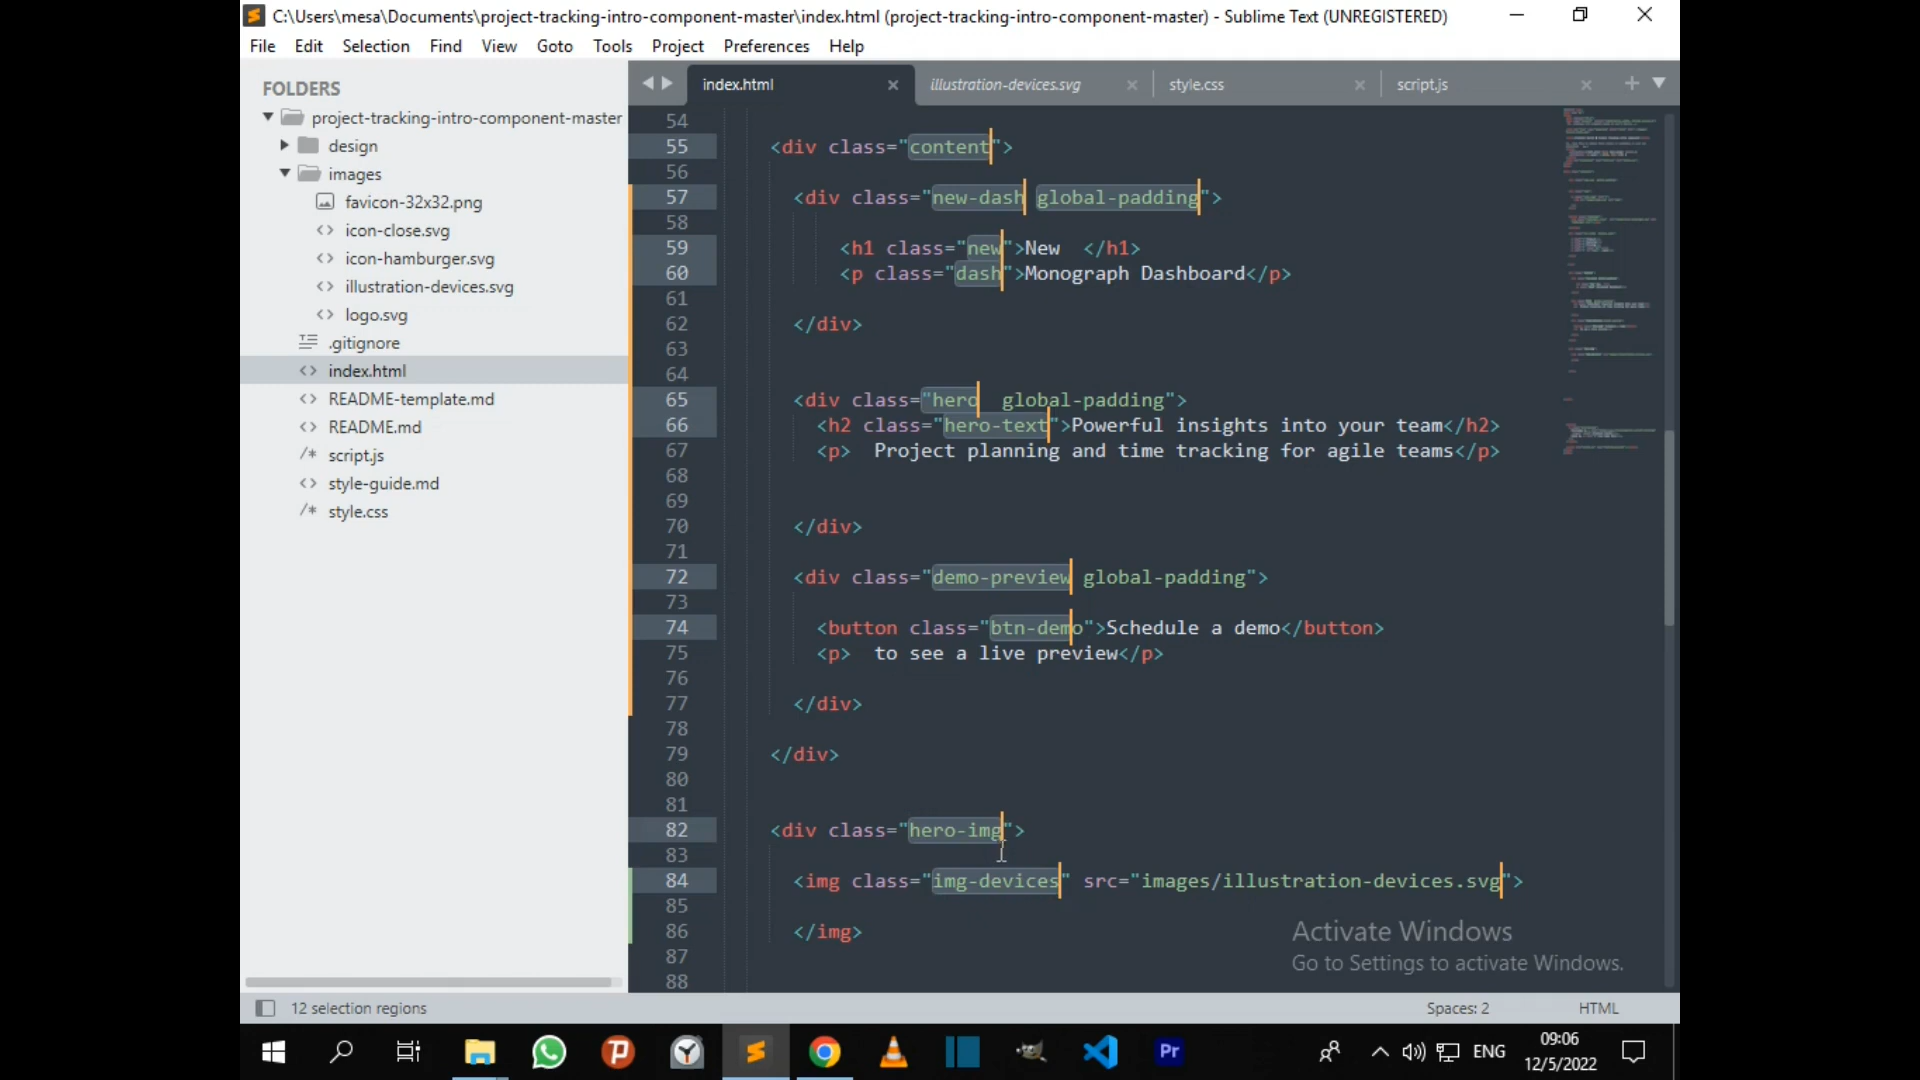 C:\Users\mesa\Documents\project-tracking-intro-component-master\index.html (project-tracking-intro-component-master) - Sublime Text (UNREGISTERED)
File Edit Selection Find View Goto Tools Project Preferences Help
FOLDERS
project-tracking-intro-component-master
design
images
favicon-32x32.png
icon-close.svg
icon-hamburger.svg
illustration-devices.svg
logo.svg
.gitignore
index.html
README-template.md
README.md
script.js
style-guide.md
style.css
index.html illustration-devices.svg style.css script.js
54
55 <div class="content">
56
57 <div class="new-dash global-padding">
58
59 <h1 class="new">New  </h1>
60 <p class="dash">Monograph Dashboard</p>
61
62 </div>
63
64
65 <div class="hero  global-padding">
66 <h2 class="hero-text">Powerful insights into your team</h2>
67 <p>  Project planning and time tracking for agile teams</p>
68
69
70 </div>
71
72 <div class="demo-preview global-padding">
73
74 <button class="btn-demo">Schedule a demo</button>
75 <p>  to see a live preview</p>
76
77 </div>
78
79 </div>
80
81
82 <div class="hero-img">
83
84 <img class="img-devices" src="images/illustration-devices.svg">
85
86 </img>
87
88
Activate Windows
Go to Settings to activate Windows.
12 selection regions Spaces: 2 HTML
Pr ENG 09:06
12/5/2022